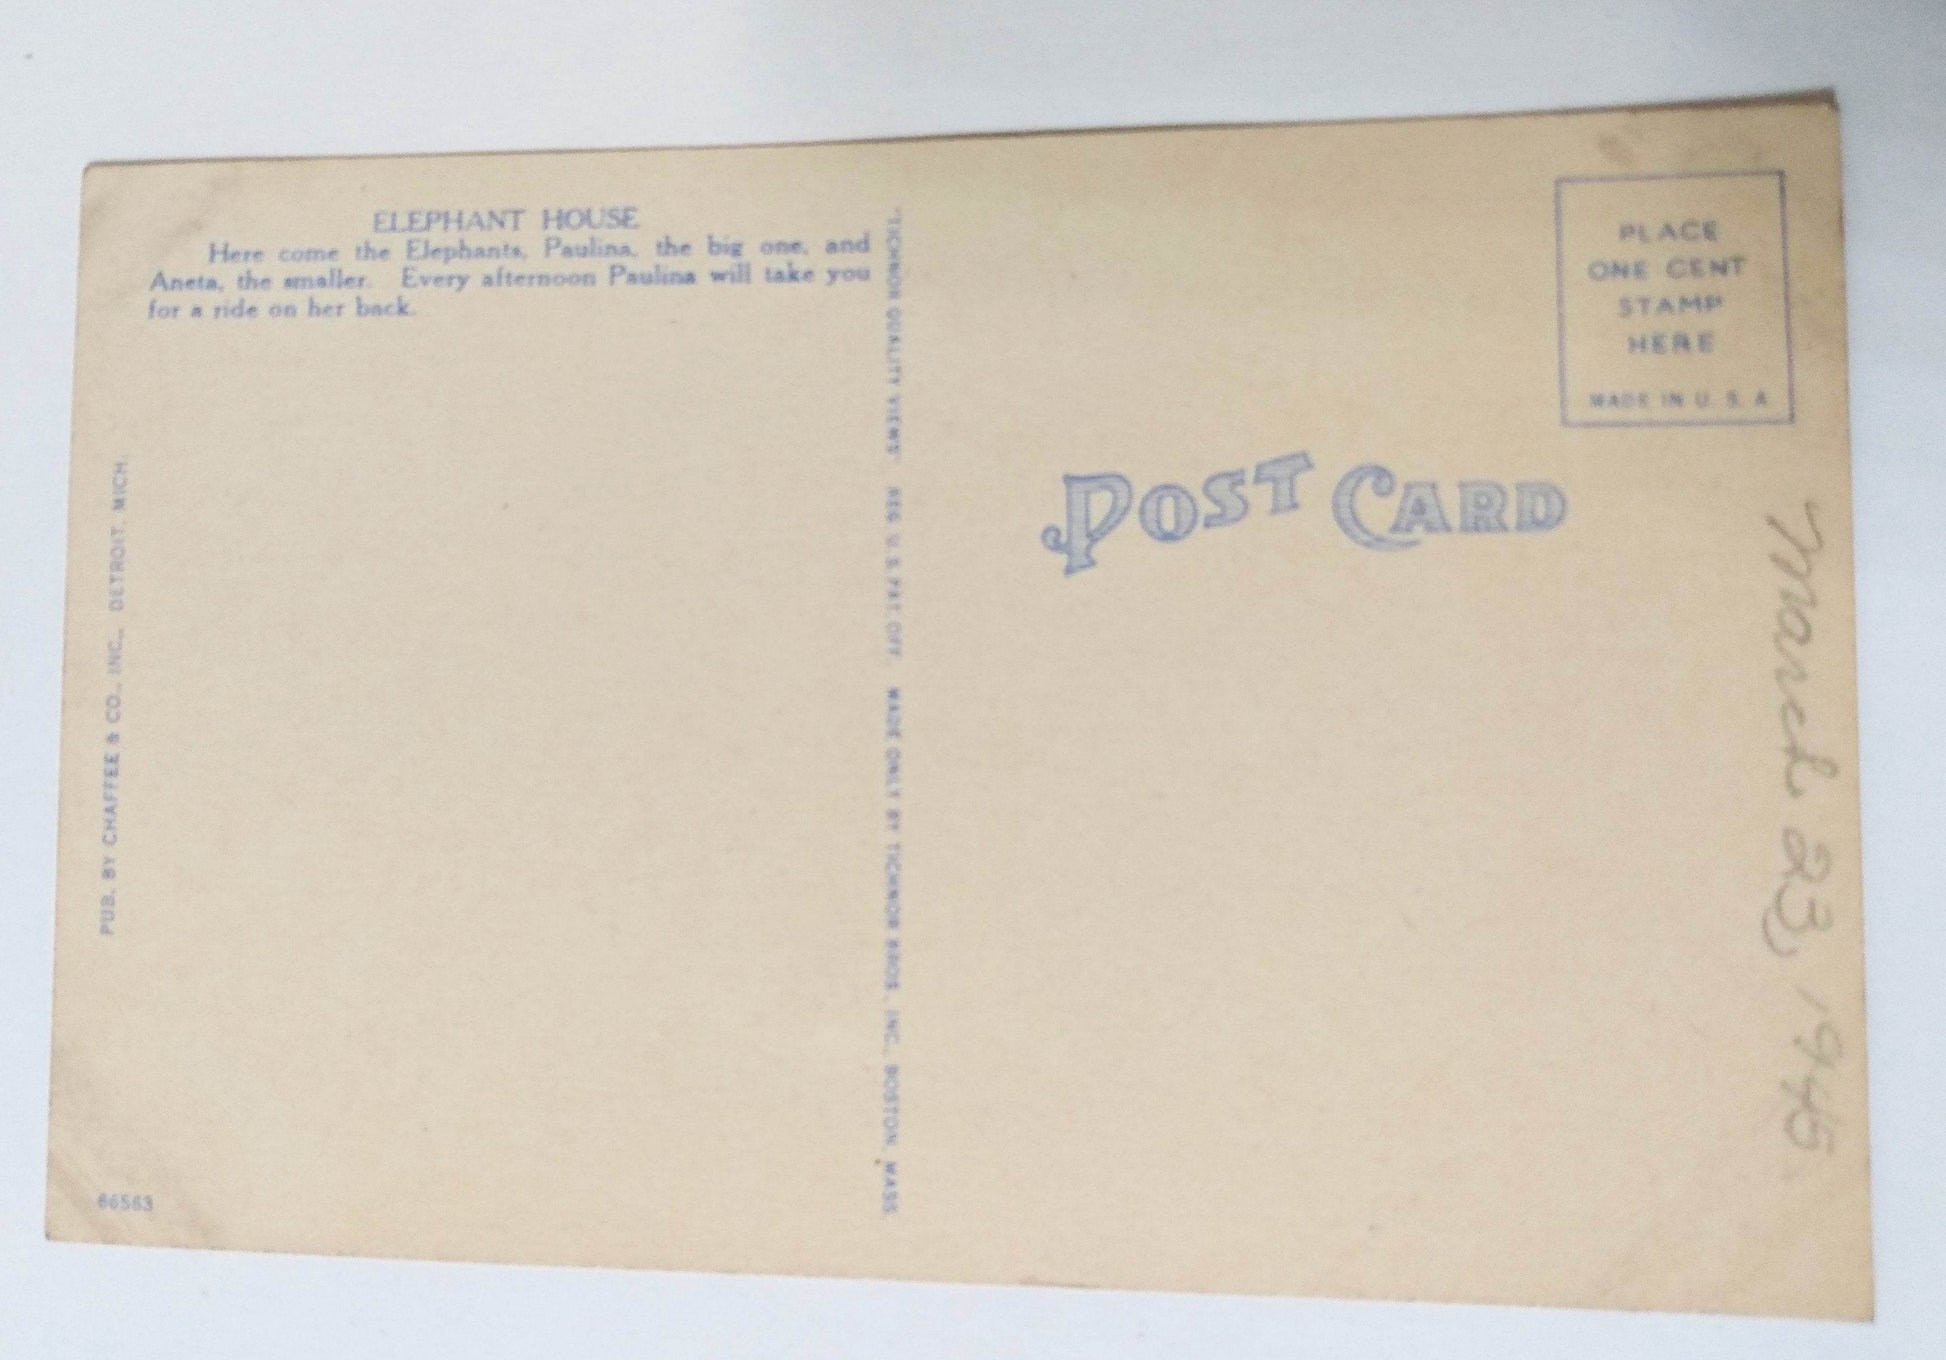 ELEPHANT HOUSE
Here come the Elephants, Paulina, the big one, and
Aneta, the smaller. Every afternoon Paulina will take you
for a ride on her back.
PUB. BY CHAFFEE & CO., INC., DETROIT, MICH.
66563
"TICHNOR QUALITY VIEWS" REG. U. S. PAT. OFF. MADE ONLY BY TICHNOR BROS., INC., BOSTON, MASS.
PLACE
ONE CENT
STAMP
HERE
MADE IN U. S. A
POST CARD
March 23, 1945